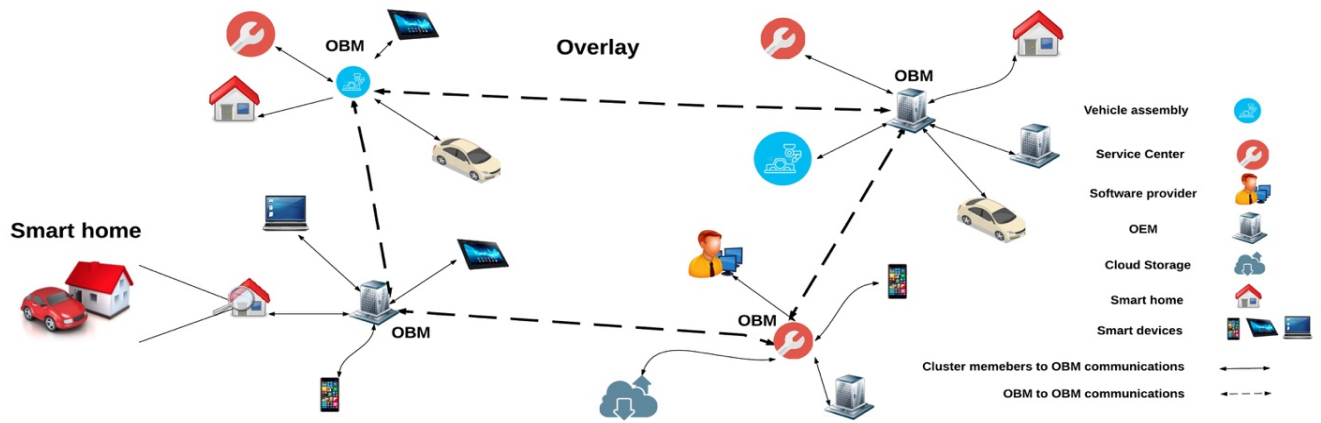 OBM
Overlay
OBM
Vehicle assembly
Service Center
Software provider
Smart home
OEM
Cloud Storage
Smart home
OBM
OBM
Smart devices
Cluster memebers to OBM communications
OBM to OBM communications